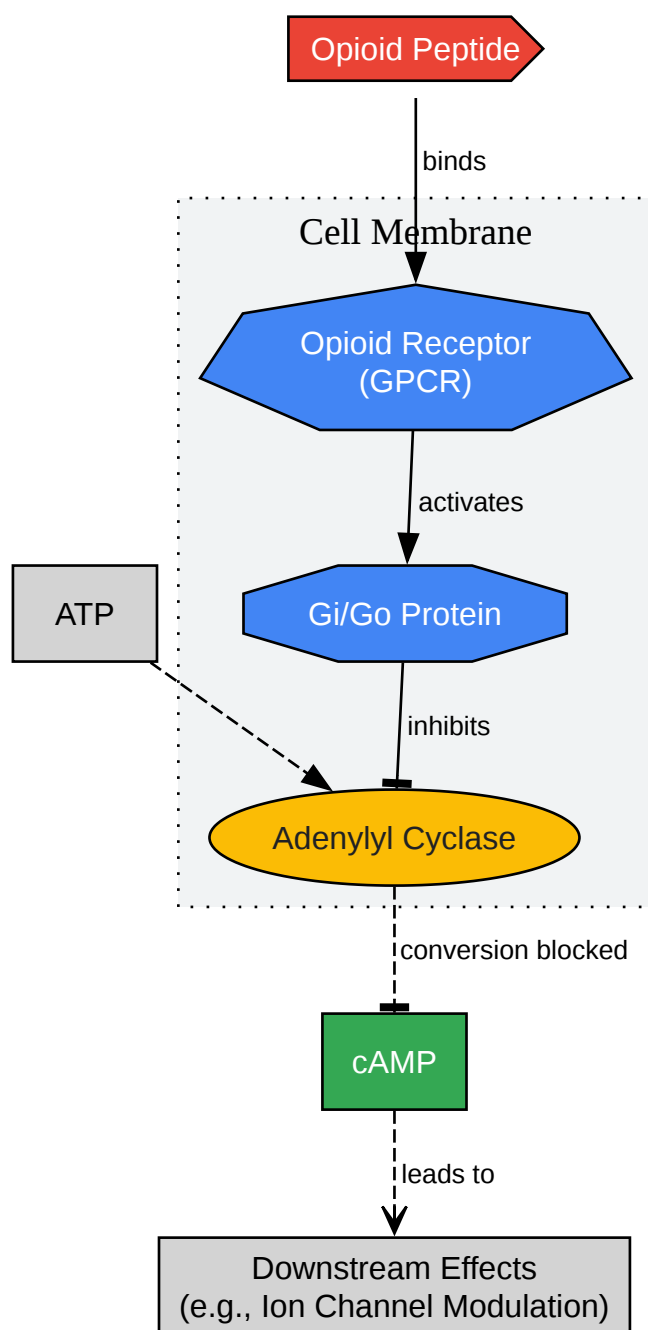 Opioid Peptide
binds
Cell Membrane
Opioid Receptor
(GPCR)
activates
ATP
Gi/Go Protein
inhibits
Adenylyl Cyclase
conversion blocked
cAMP
leads to
Downstream Effects
(e.g., Ion Channel Modulation)